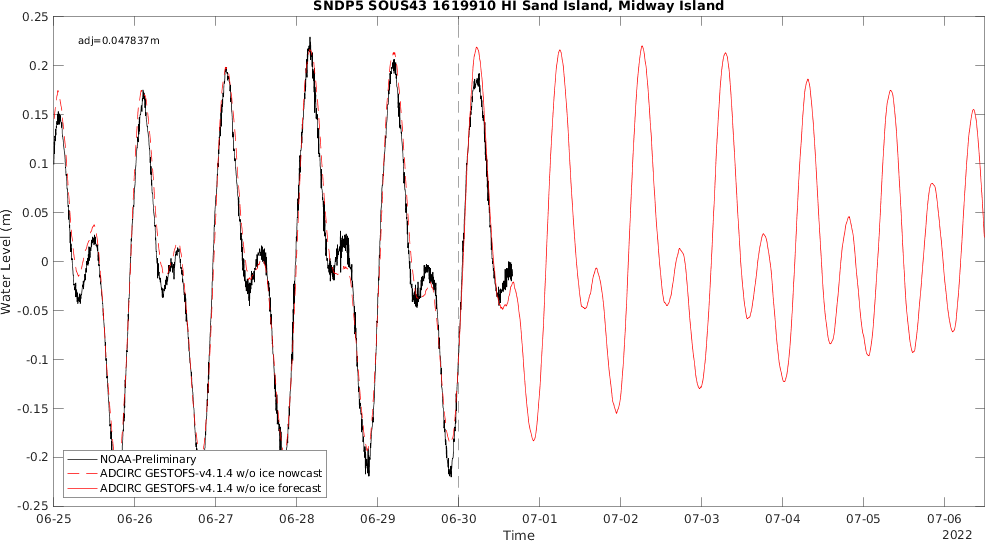 SNDP5 SOUS43 1619910 HI Sand Island, Midway Island
adj=0.047837m
0.25
0.2
0.15
0.1
0.05
0
-0.05
-0.1
-0.15
-0.2
-0.25
Water Level (m)
NOAA-Preliminary
ADCIRC GESTOFS-v4.1.4 w/o ice nowcast
ADCIRC GESTOFS-v4.1.4 w/o ice forecast
06-25 06-26 06-27 06-28 06-29 06-30 07-01 07-02 07-03 07-04 07-05 07-06
Time
2022